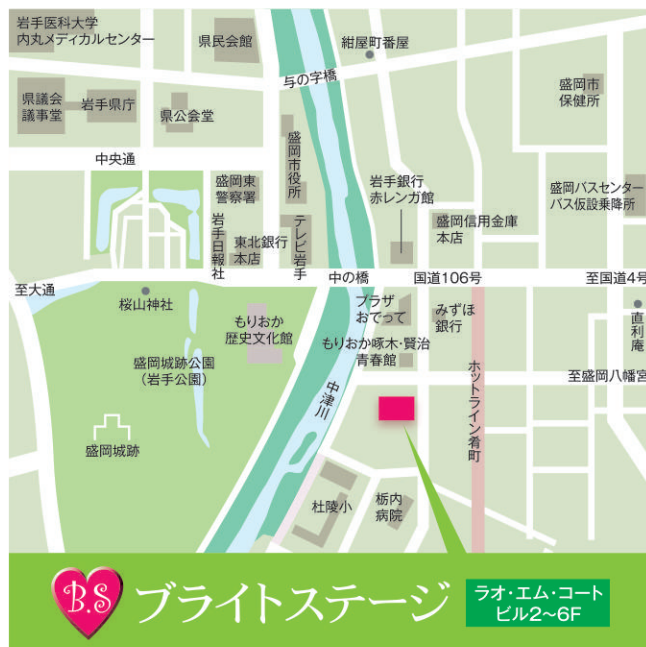 岩手医科大学
内丸メディカルセンター
県民会館
紺屋町番屋
与の字橋
盛岡市
保健所
県議会
議事堂
岩手県庁
県公会堂
盛岡市役所
中央通
盛岡東
警察署
岩手銀行
赤レンガ館
盛岡バスセンター
バス仮設乗降所
岩手日報社
東北銀行
本店
テレビ岩手
盛岡信用金庫
本店
中の橋
国道106号
至国道4号
至大通
桜山神社
プラザ
おでって
みずほ
銀行
直利庵
もりおか
歴史文化館
もりおか啄木・賢治
青春館
盛岡城跡公園
（岩手公園）
中津川
ホットライン肴町
至盛岡八幡宮
盛岡城跡
杜陵小
栃内
病院
B.S
ブライトステージ
ラオ・エム・コート
ビル2～6F